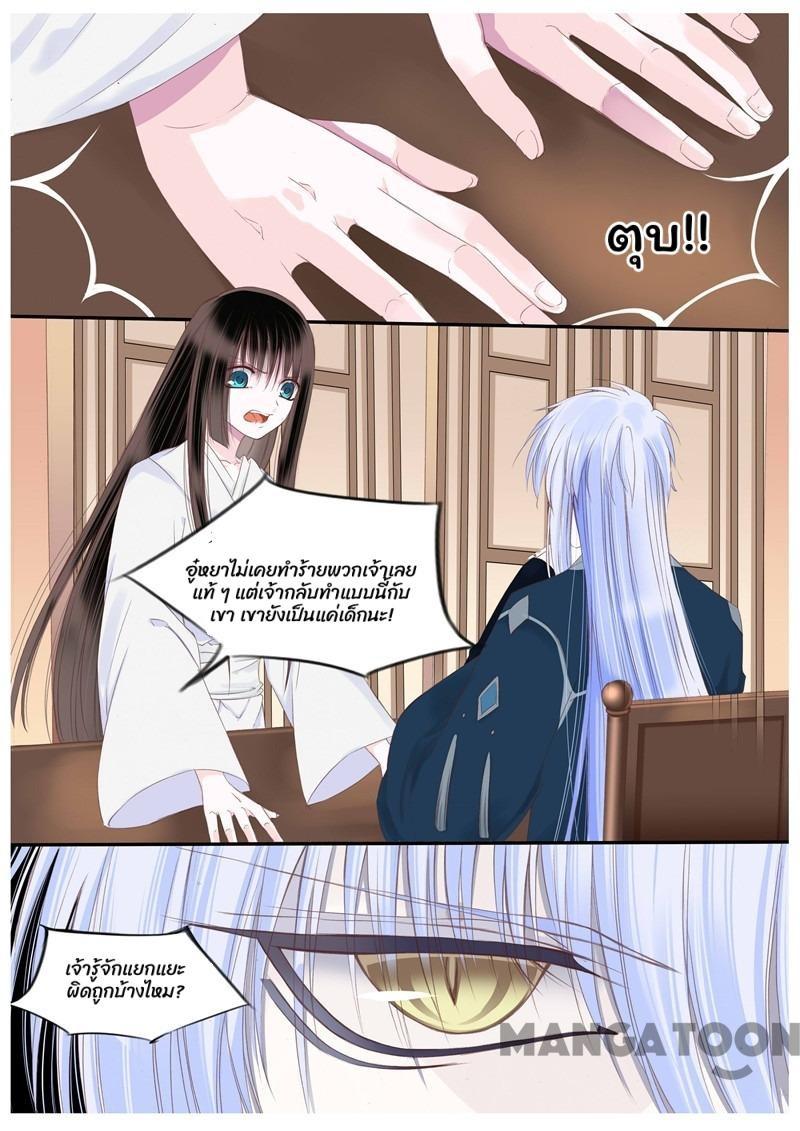 ตุบ!!
อู๋หยาไม่เคยทำร้ายพวกเจ้าเลย
แท้ ๆ แต่เจ้ากลับทำแบบนี้กับ
เขา เขายังเป็นแค่เด็กนะ!
เจ้ารู้จักแยกแยะ
ผิดถูกบ้างไหม?
MANGATOON